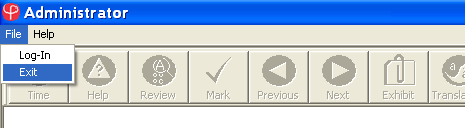 Administrator
File Help
Log-In
Exit
Time Help Review Mark Previous Next Exhibit Transla